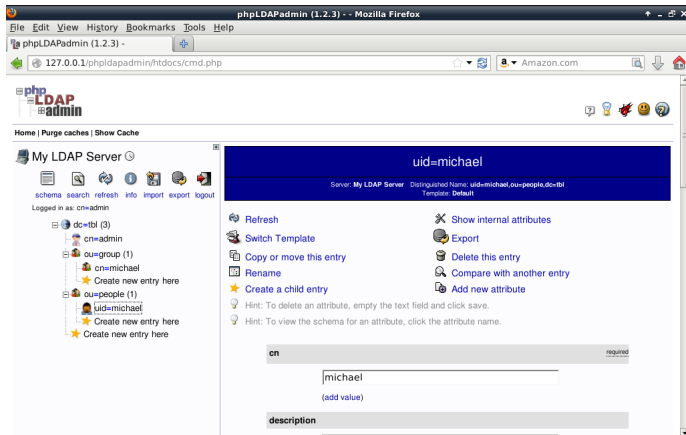 phpLDAPadmin (1.2.3) - - Mozilla Firefox
File Edit View History Bookmarks Tools Help
phpLDAPadmin (1.2.3) -
127.0.0.1/phpldapadmin/htdocs/cmd.php
Amazon.com
php
LDAP
admin
Home | Purge caches | Show Cache
My LDAP Server
schema search refresh info import export logout
Logged in as: cn=admin
dc=tbl (3)
cn=admin
ou=group (1)
cn=michael
Create new entry here
ou=people (1)
uid=michael
Create new entry here
Create new entry here
uid=michael
Server: My LDAP Server Distinguished Name: uid=michael,ou=people,dc=tbl
Template: Default
Refresh Show internal attributes
Switch Template Export
Copy or move this entry Delete this entry
Rename Compare with another entry
Create a child entry Add new attribute
Hint: To delete an attribute, empty the text field and click save.
Hint: To view the schema for an attribute, click the attribute name.
cn required
michael
(add value)
description